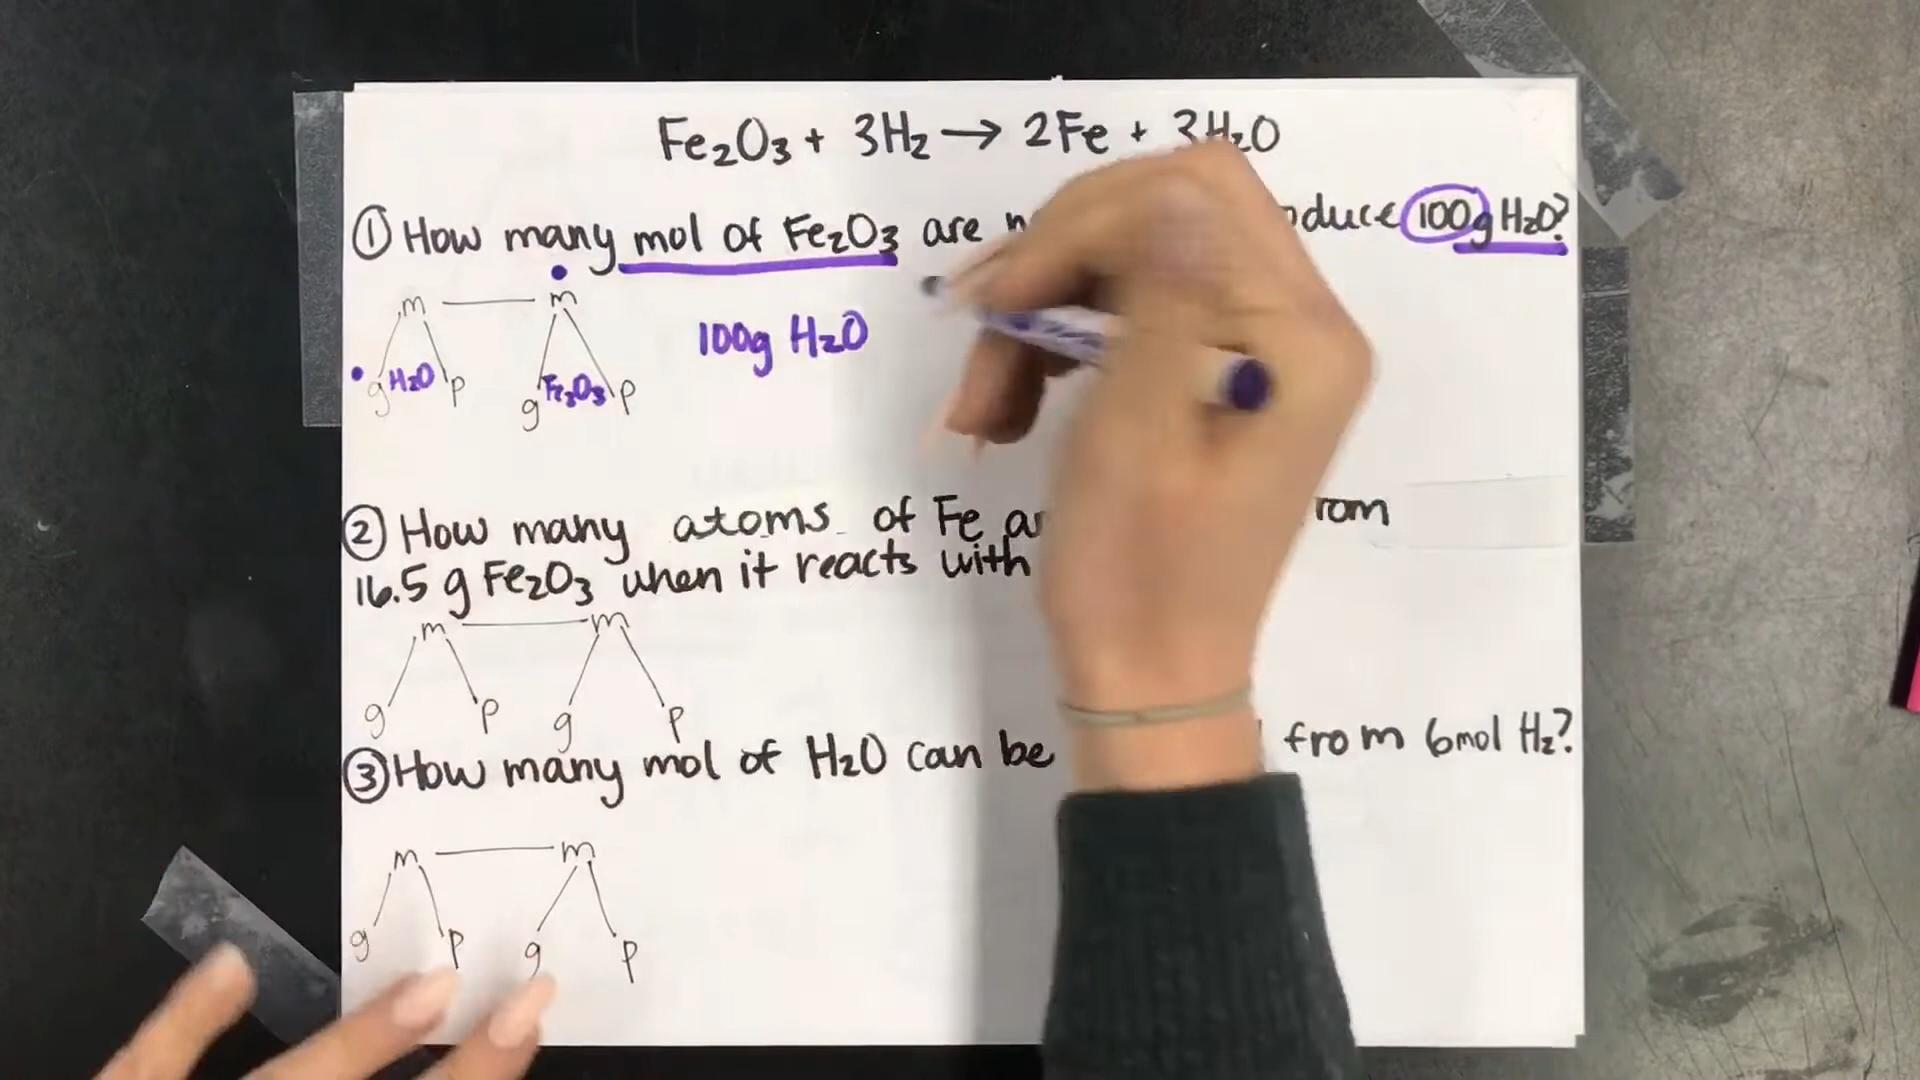 Fe₂O₃ + 3H₂ → 2Fe + 3H₂O
① How many mol of Fe₂O₃ are oduce 100g H₂O?
m m
g H₂O p g Fe₂O₃ p
100g H₂O
② How many atoms of Fe rom
16.5 g Fe₂O₃ when it reacts with
m m
g p g p
③ How many mol of H₂O can be from 6mol H₂?
m m
g p g p